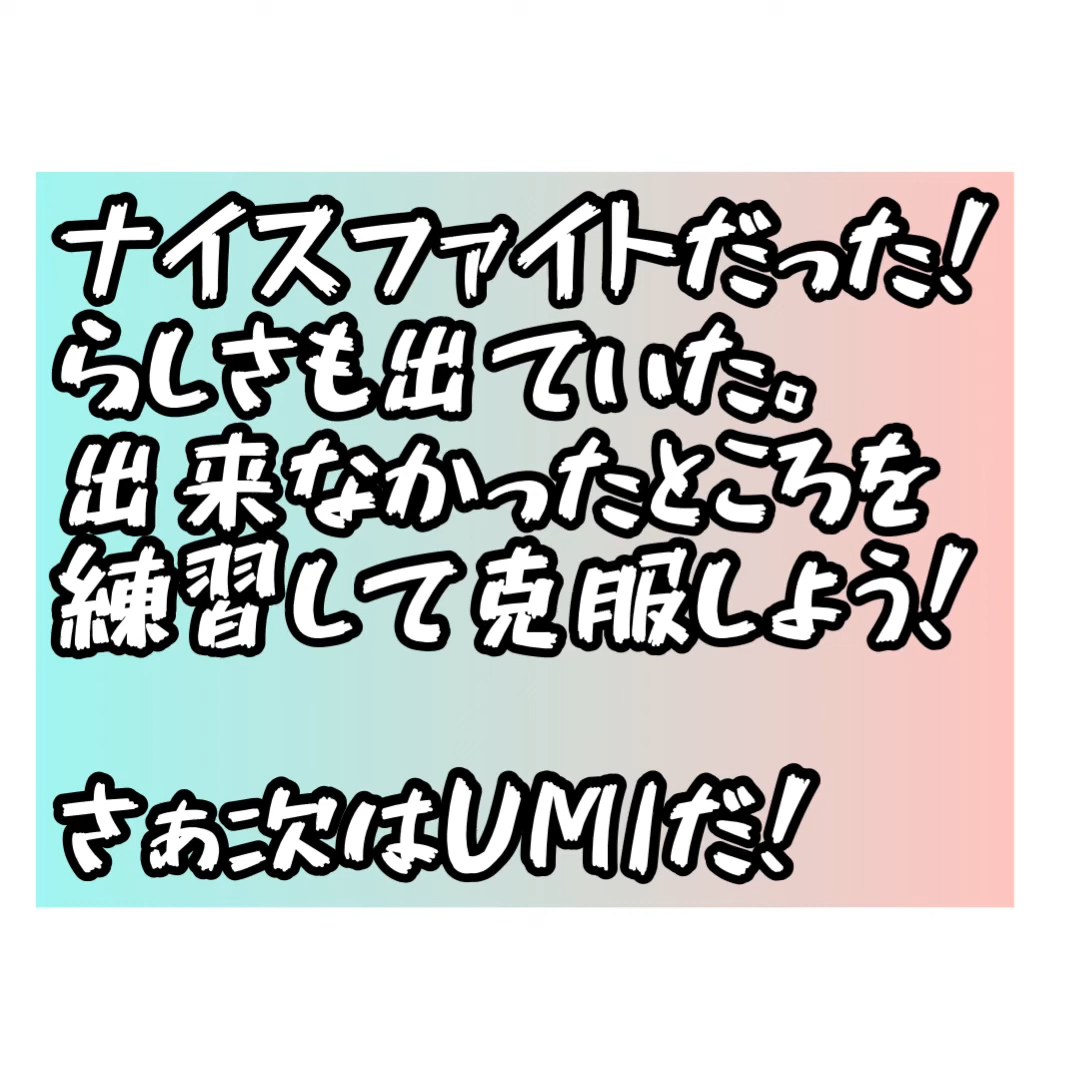 ナイスファイトだった!
らしさも出ていた。
出来なかったところを
練習して克服しよう!
さぁ次はUMIだ!